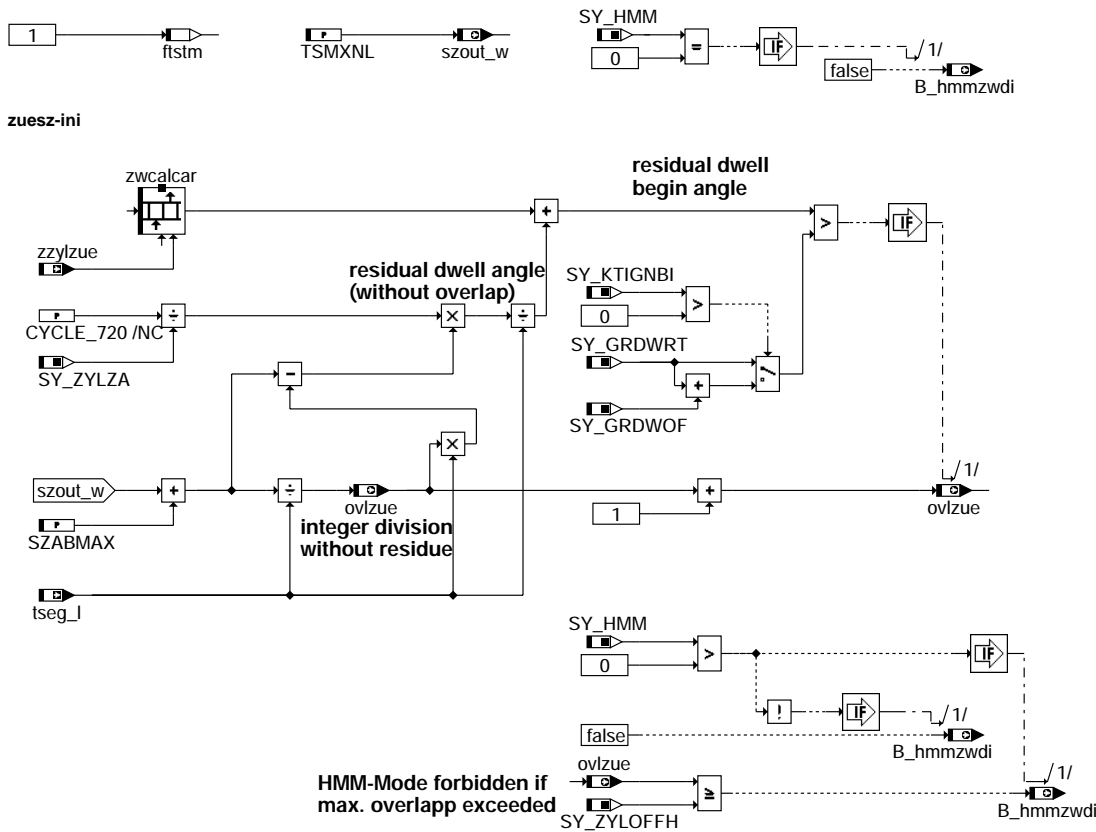 1
ftstm
P
TSMXNL
szout_w
SY_HMM
0
=
IF
/1/
false
B_hmmzwdi
zuesz-ini
zwcalcar
zzylzue
residual dwell
begin angle
+
>
IF
residual dwell angle
(without overlap)
SY_KTIGNBI
0
>
P
CYCLE_720 /NC
SY_ZYLZA
SY_GRDWRT
+
SY_GRDWOF
-
szout_w
+
P
SZABMAX
ovlzue
integer division
without residue
1
+
/1/
ovlzue
tseg_l
SY_HMM
0
>
IF
!
IF
/1/
false
B_hmmzwdi
HMM-Mode forbidden if
max. overlapp exceeded
ovlzue
SY_ZYLOFFH
≥
/1/
B_hmmzwdi